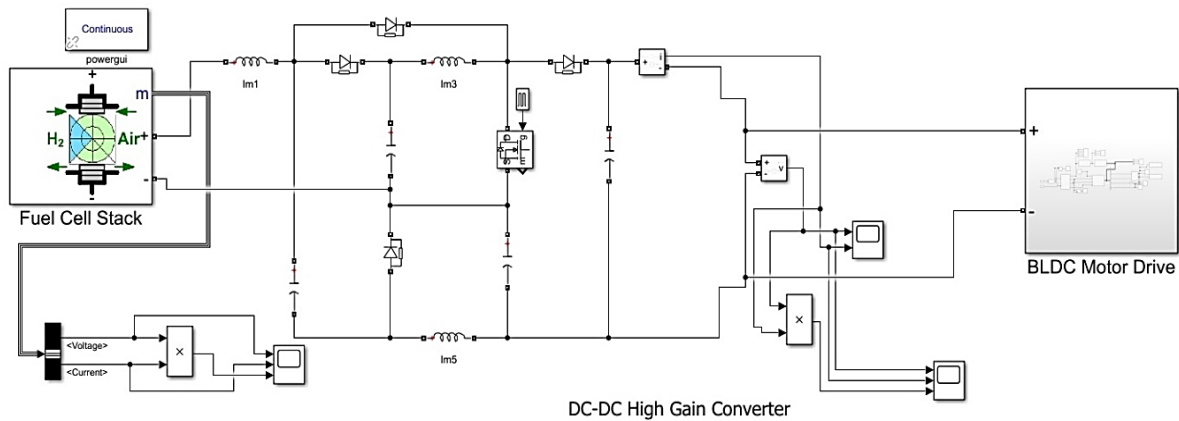 Continuous
powergui
+
m
H₂
Air
+
-
-
Fuel Cell Stack
lm1
lm3
lm5
+
i
-
g
D
S
m
+
-
v
×
+
-
BLDC Motor Drive
<Voltage>
<Current>
×
DC-DC High Gain Converter